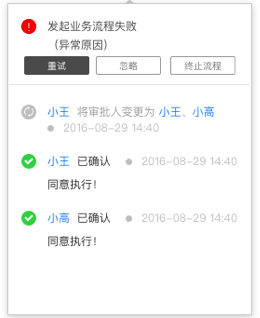 发起业务流程失败
（异常原因）
重试 忽略 终止流程
小王 将审批人变更为 小王、小高
2016-08-29 14:40
小王 已确认 2016-08-29 14:40
同意执行！
小高 已确认 2016-08-29 14:40
同意执行！